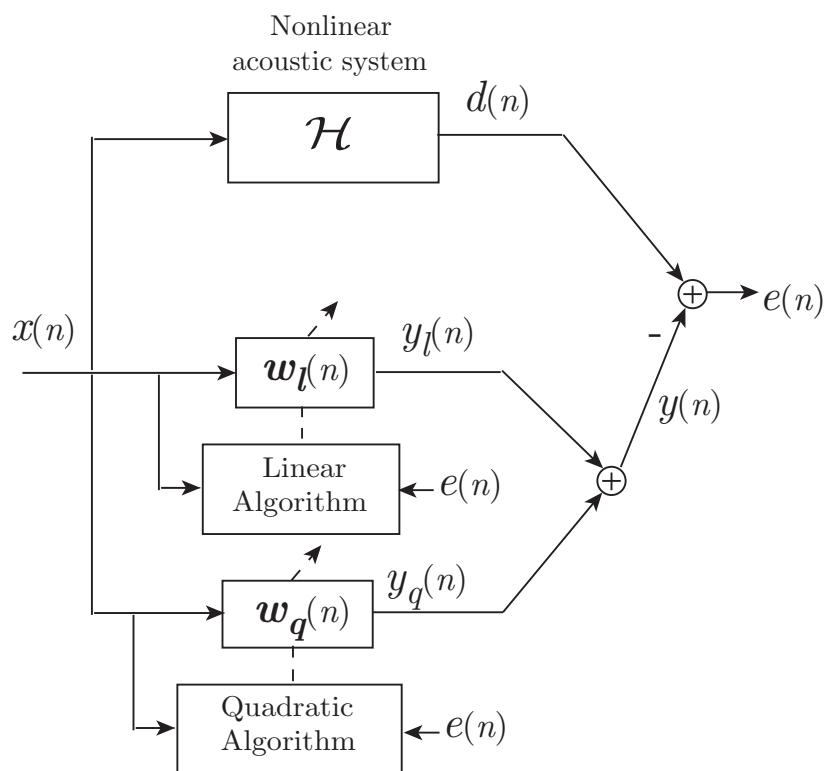 Nonlinear
acoustic system
d(n)
ℋ
e(n)
x(n)
w_l(n)
y_l(n)
-
y(n)
Linear
Algorithm
e(n)
w_q(n)
y_q(n)
Quadratic
Algorithm
e(n)